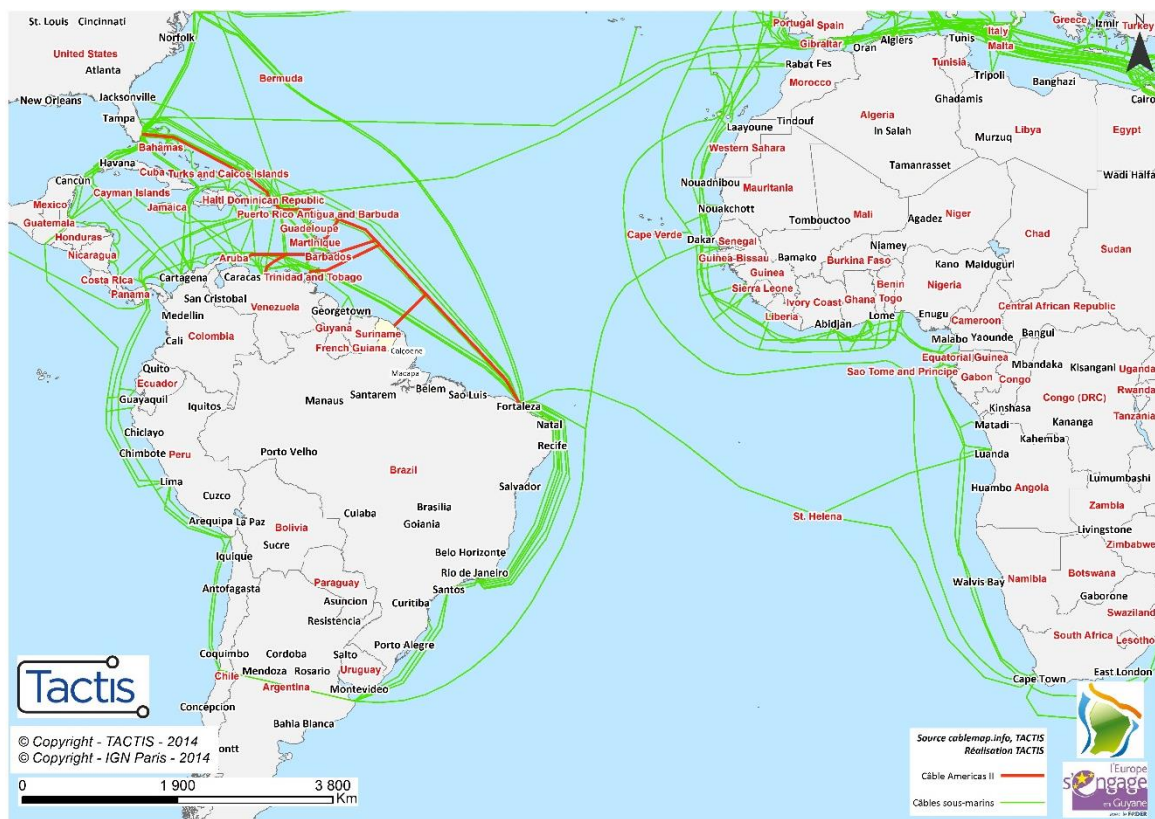 St. Louis Cincinnati
Norfolk
United States
Atlanta
Bermuda
New Orleans
Jacksonville
Tampa
Bahamas
Havana
Cancùn
Cuba
Turks and Caicos Islands
Cayman Islands
Mexico
Jamaica
Haiti Dominican Republic
Guatemala
Puerto Rico Antigua and Barbuda
Honduras
Guadeloupe
Nicaragua
Martinique
Aruba
Barbados
Costa Rica
Cartagena
Caracas
Trinidad and Tobago
Panama
San Cristobal
Medellin
Venezuela
Georgetown
Colombia
Guyana
Suriname
Cali
French Guiana
Calçoene
Quito
Macapa
Ecuador
Belem
Guayaquil
Iquitos
Manaus
Santarem
Sao Luis
Fortaleza
Natal
Chiclayo
Recife
Chimbote
Peru
Porto Velho
Brazil
Lima
Salvador
Cuzco
Cuiaba
Brasilia
Arequipa
La Paz
Bolivia
Goiania
Sucre
Iquique
Belo Horizonte
Rio de Janeiro
Paraguay
Santos
Antofagasta
Asuncion
Curitiba
Resistencia
Porto Alegre
Coquimbo
Cordoba
Salto
Chile
Mendoza
Rosario
Uruguay
Argentina
Montevideo
Concepcion
Bahia Blanca
ontt
Portugal
Spain
Italy
Greece
Izmir
Turkey
N
Gibraltar
Oran
Algiers
Tunis
Malta
Rabat
Fes
Tunisia
Morocco
Tripoli
Banghazi
Cairo
Algeria
Ghadamis
Laayoune
Tindouf
In Salah
Murzuq
Libya
Egypt
Western Sahara
Tamanrasset
Wadi Halfa
Nouadnibou
Mauritania
Nouakchott
Tombouctoo
Mali
Agadez
Niger
Cape Verde
Dakar
Senegal
Chad
Sudan
Guinea-Bissau
Bamako
Niamey
Burkina Faso
Kano
Maiduguri
Guinea
Benin
Nigeria
Sierra Leone
Ivory Coast
Ghana
Togo
Central African Republic
Liberia
Abidjan
Lome
Enugu
Cameroon
Malabo
Yaounde
Bangui
Equatorial Guinea
Mbandaka
Kisangani
Uganda
Sao Tome and Principe
Gabon
Congo
Rwanda
Kinshasa
Congo (DRC)
Tanzania
Matadi
Kananga
Kahemba
Luanda
Lumumbashi
Huambo
Angola
Zambia
St. Helena
Livingstone
Zimbabwe
Walvis Bay
Namibia
Botswana
Gaborone
Swaziland
South Africa
Lesotho
Cape Town
East London
Tactis
© Copyright - TACTIS - 2014
© Copyright - IGN Paris - 2014
0
1 900
3 800
Km
Source cablemap.info, TACTIS
Réalisation TACTIS
Câble Americas II
Câbles sous-marins
l'Europe
s'engage
en Guyane
avec le FEDER